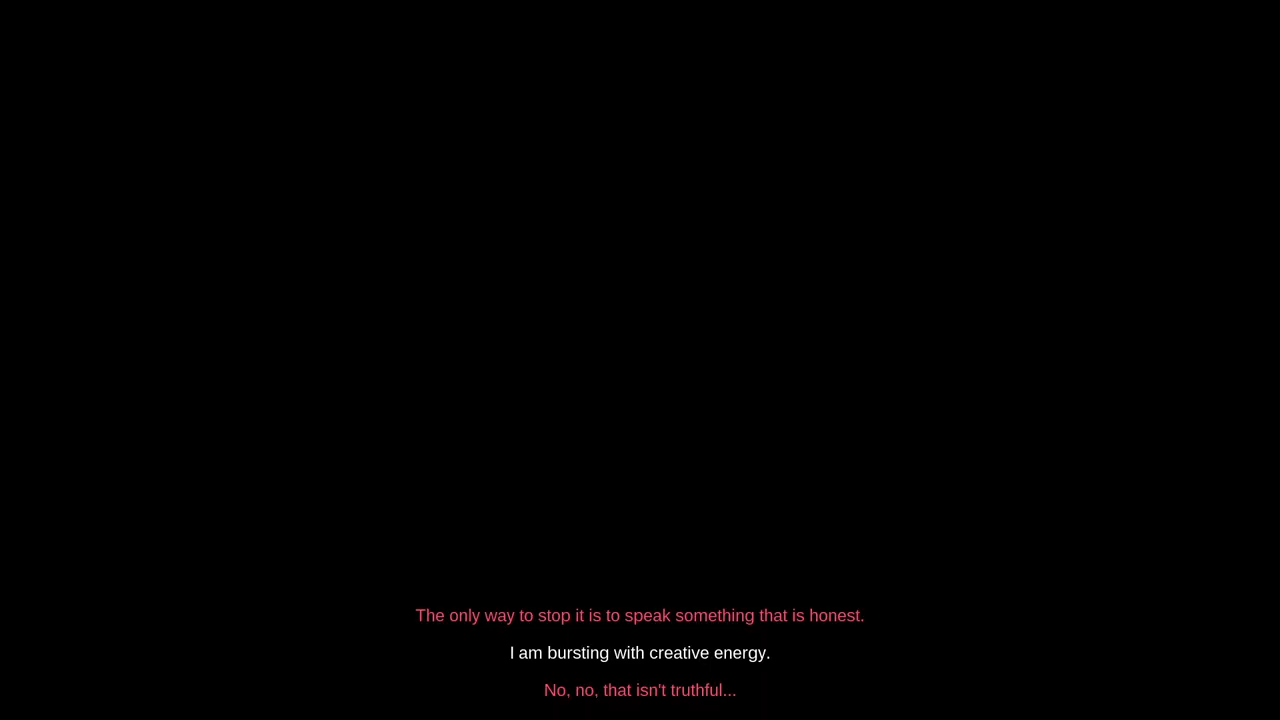 The only way to stop it is to speak something that is honest.
I am bursting with creative energy.
No, no, that isn't truthful...